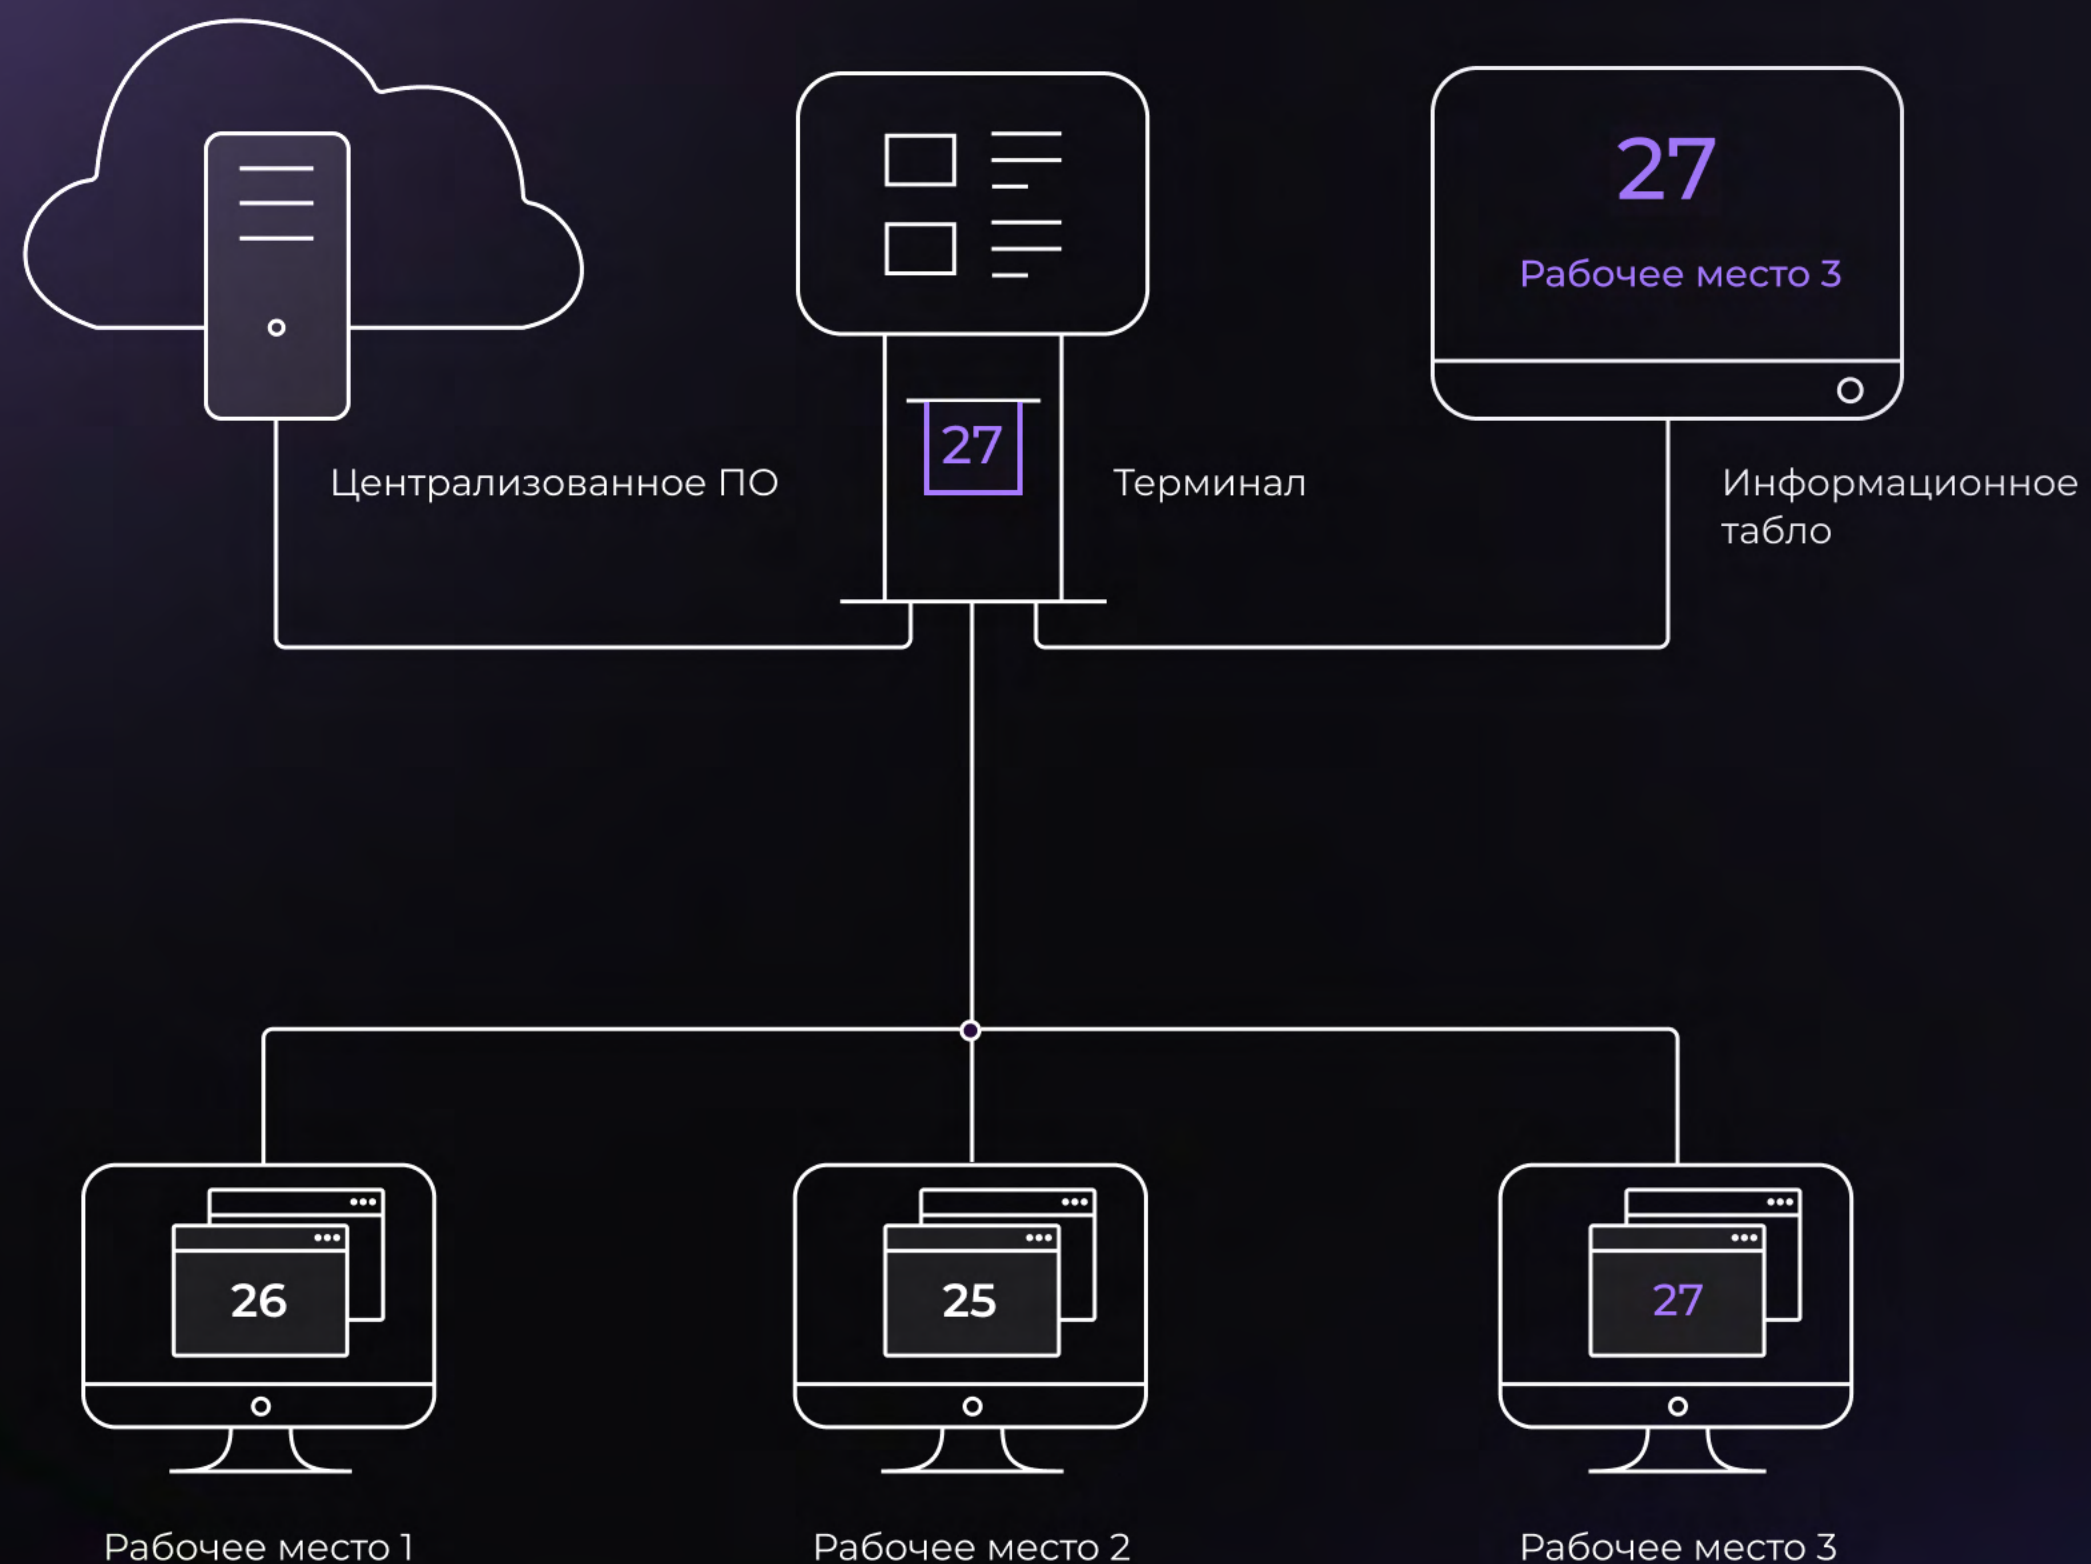 27
Рабочее место 3
27
Централизованное ПО
Терминал
Информационное
табло
26
25
27
Рабочее место 1
Рабочее место 2
Рабочее место 3